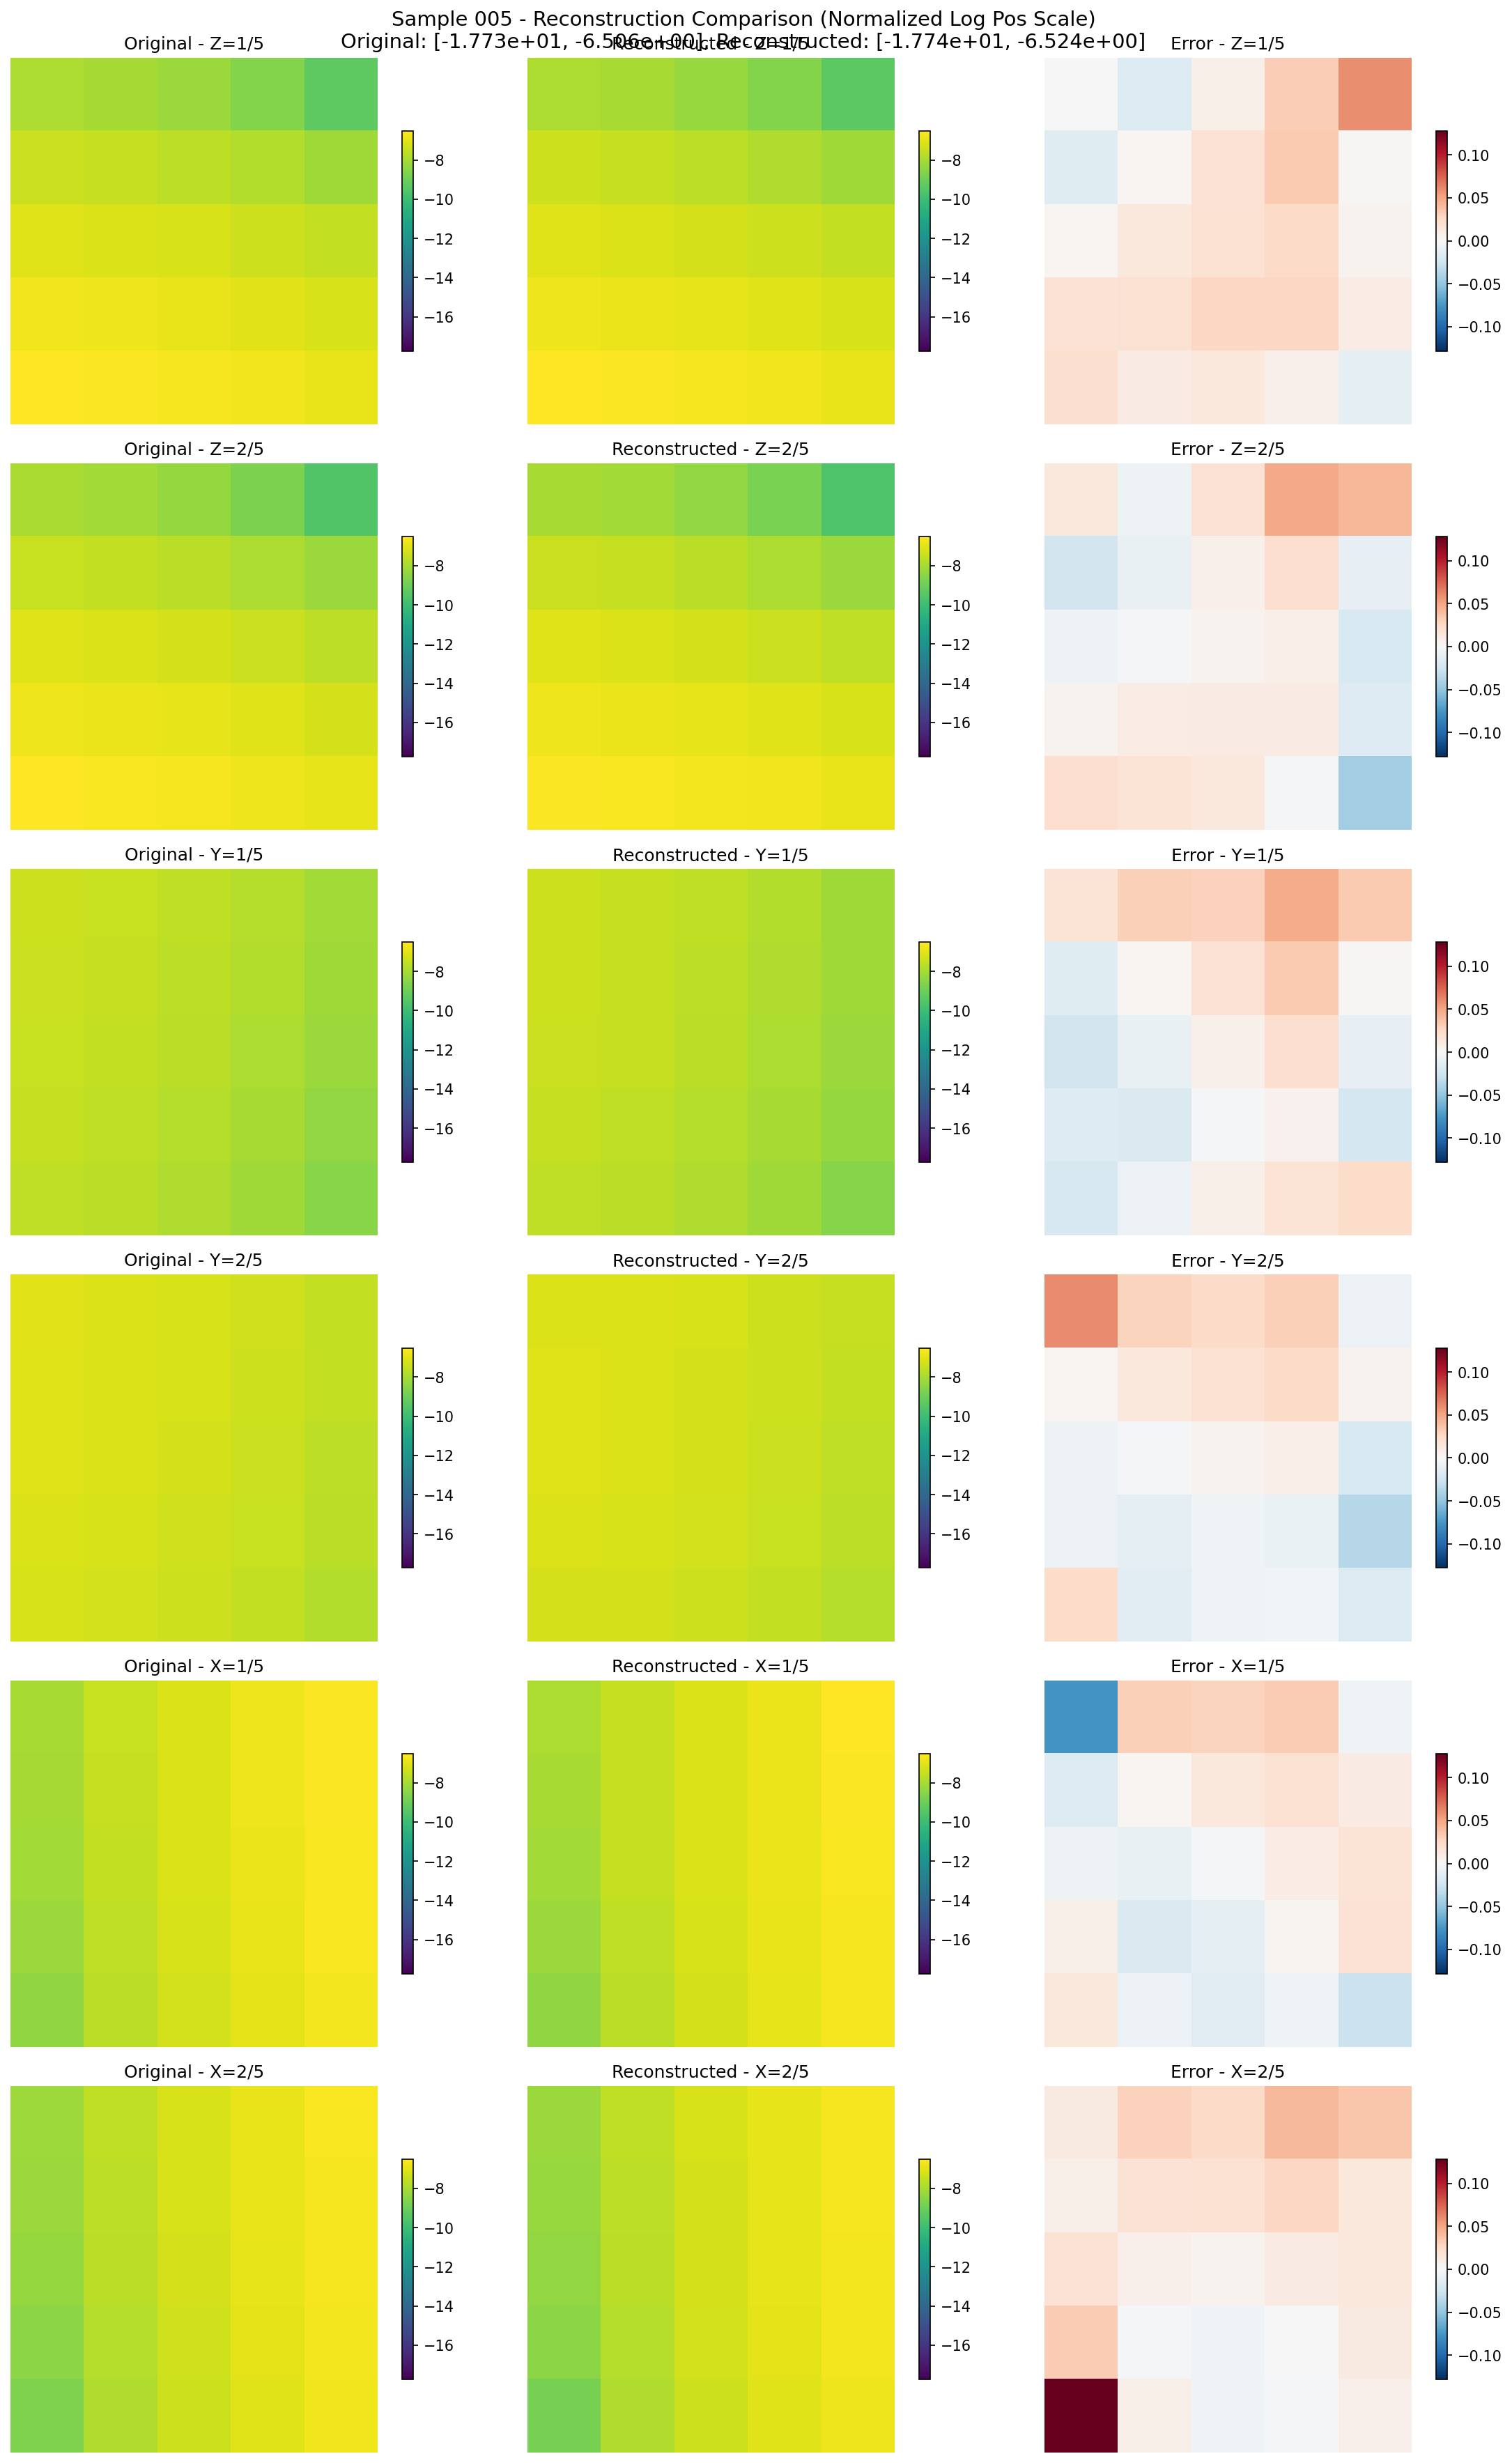 Sample 005 - Reconstruction Comparison (Normalized Log Pos Scale)
Original: [-1.773e+01, -6.506e+00], Reconstructed: [-1.774e+01, -6.524e+00]
Original - Z=1/5 Reconstructed - Z=1/5 Error - Z=1/5
−8 −8 0.10
−10 −10 0.05
−12 −12 0.00
−14 −14 −0.05
−16 −16 −0.10
Original - Z=2/5 Reconstructed - Z=2/5 Error - Z=2/5
−8 −8 0.10
−10 −10 0.05
−12 −12 0.00
−14 −14 −0.05
−16 −16 −0.10
Original - Y=1/5 Reconstructed - Y=1/5 Error - Y=1/5
−8 −8 0.10
−10 −10 0.05
−12 −12 0.00
−14 −14 −0.05
−16 −16 −0.10
Original - Y=2/5 Reconstructed - Y=2/5 Error - Y=2/5
−8 −8 0.10
−10 −10 0.05
−12 −12 0.00
−14 −14 −0.05
−16 −16 −0.10
Original - X=1/5 Reconstructed - X=1/5 Error - X=1/5
−8 −8 0.10
−10 −10 0.05
−12 −12 0.00
−14 −14 −0.05
−16 −16 −0.10
Original - X=2/5 Reconstructed - X=2/5 Error - X=2/5
−8 −8 0.10
−10 −10 0.05
−12 −12 0.00
−14 −14 −0.05
−16 −16 −0.10